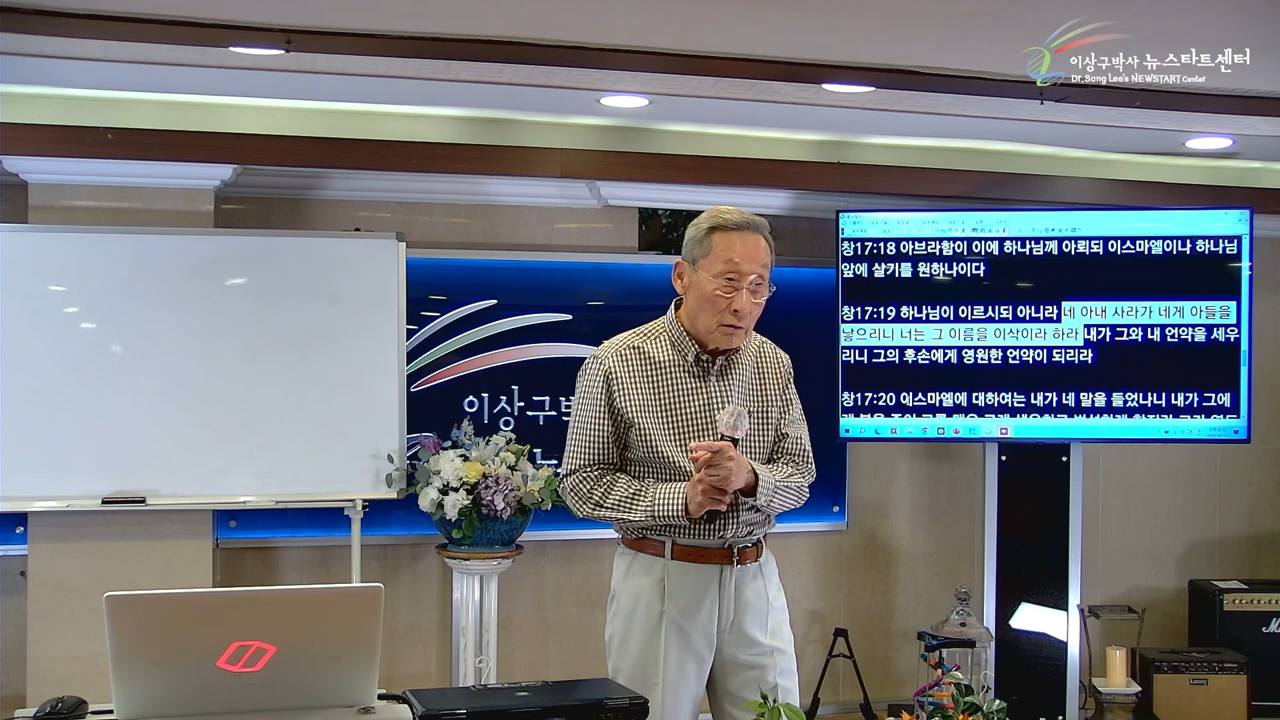 이상구박사 뉴스타트센터
Dr. Sang Lee's NEWSTART Center
창17:18 아브라함이 이에 하나님께 아뢰되 이스마엘이나 하나님
앞에 살기를 원하나이다
창17:19 하나님이 이르시되 아니라 네 아내 사라가 네게 아들을
낳으리니 너는 그 이름을 이삭이라 하라 내가 그와 내 언약을 세우
리니 그의 후손에게 영원한 언약이 되리라
창17:20 이스마엘에 대하여는 내가 네 말을 들었나니 내가 그에
이상구
Laney